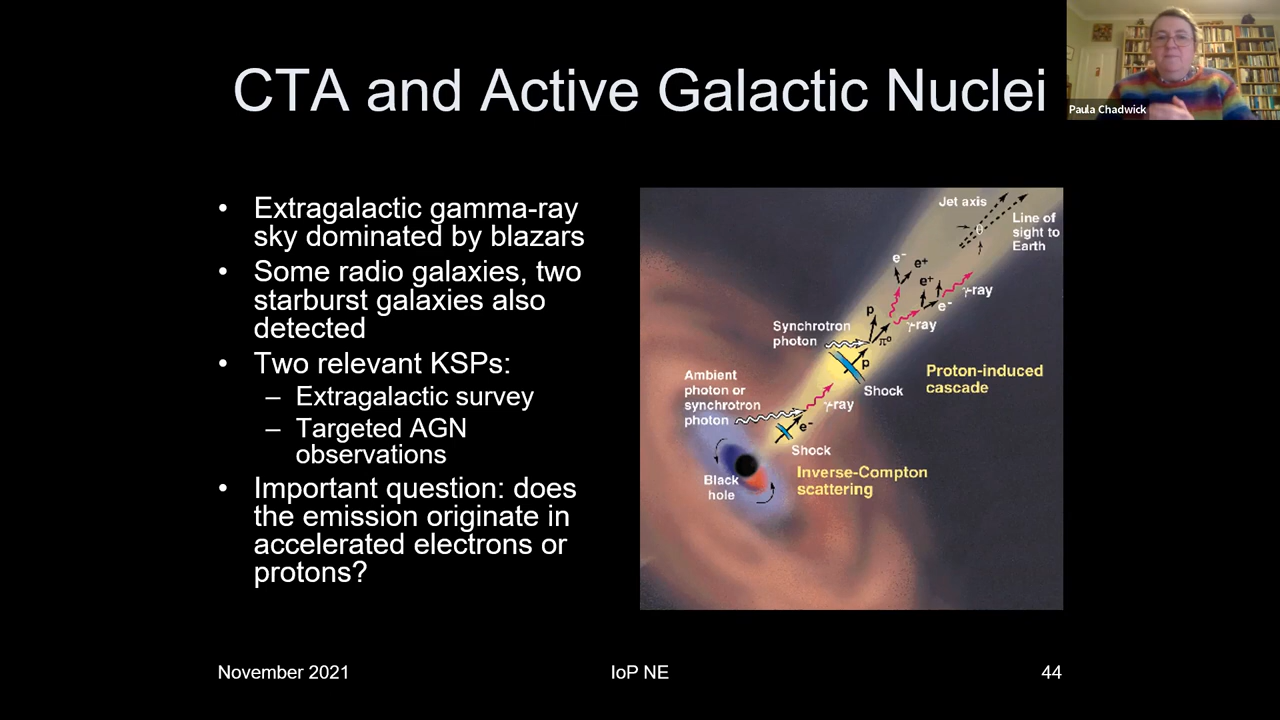 CTA and Active Galactic Nuclei
Paula Chadwick
• Extragalactic gamma-ray
sky dominated by blazars
• Some radio galaxies, two
starburst galaxies also
detected
• Two relevant KSPs:
– Extragalactic survey
– Targeted AGN
observations
• Important question: does
the emission originate in
accelerated electrons or
protons?
Jet axis
θ
Line of
sight to
Earth
e⁻
e⁺
e⁺
e⁻
γ-ray
γ-ray
p
π⁰
Synchrotron
photon
p
Shock
Proton-induced
cascade
Ambient
photon or
synchrotron
photon
γ-ray
e⁻
Shock
Black
hole
Inverse-Compton
scattering
November 2021
IoP NE
44